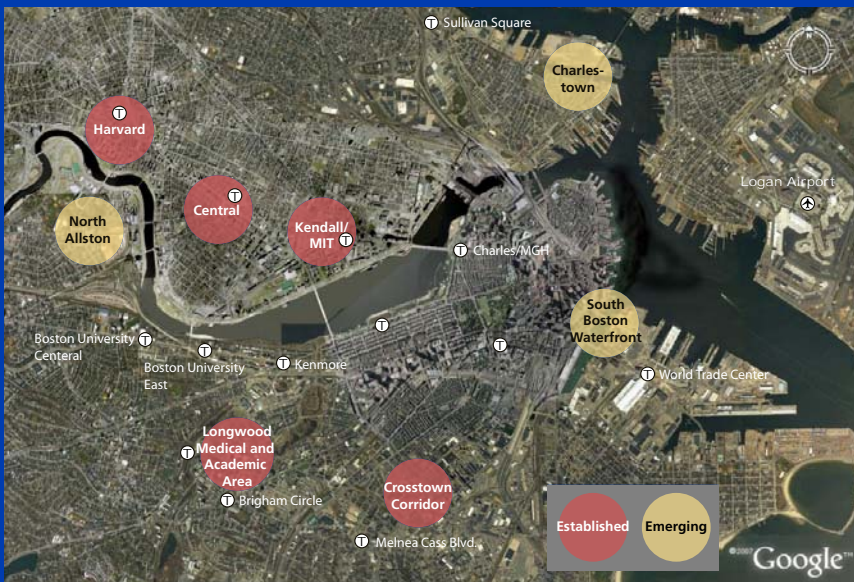 T Sullivan Square
Charles-
town
N
T
Harvard
Logan Airport
T
Central
North
Allston
Kendall/
MIT T
T Charles/MGH
South
Boston
Waterfront
T
T
Boston University T
Centeral
T
Boston University
East
T Kenmore
T World Trade Center
Longwood
Medical and
Academic
Area
T
T Brigham Circle
Crosstown
Corridor
T Melnea Cass Blvd.
Established
Emerging
©2007 Google™